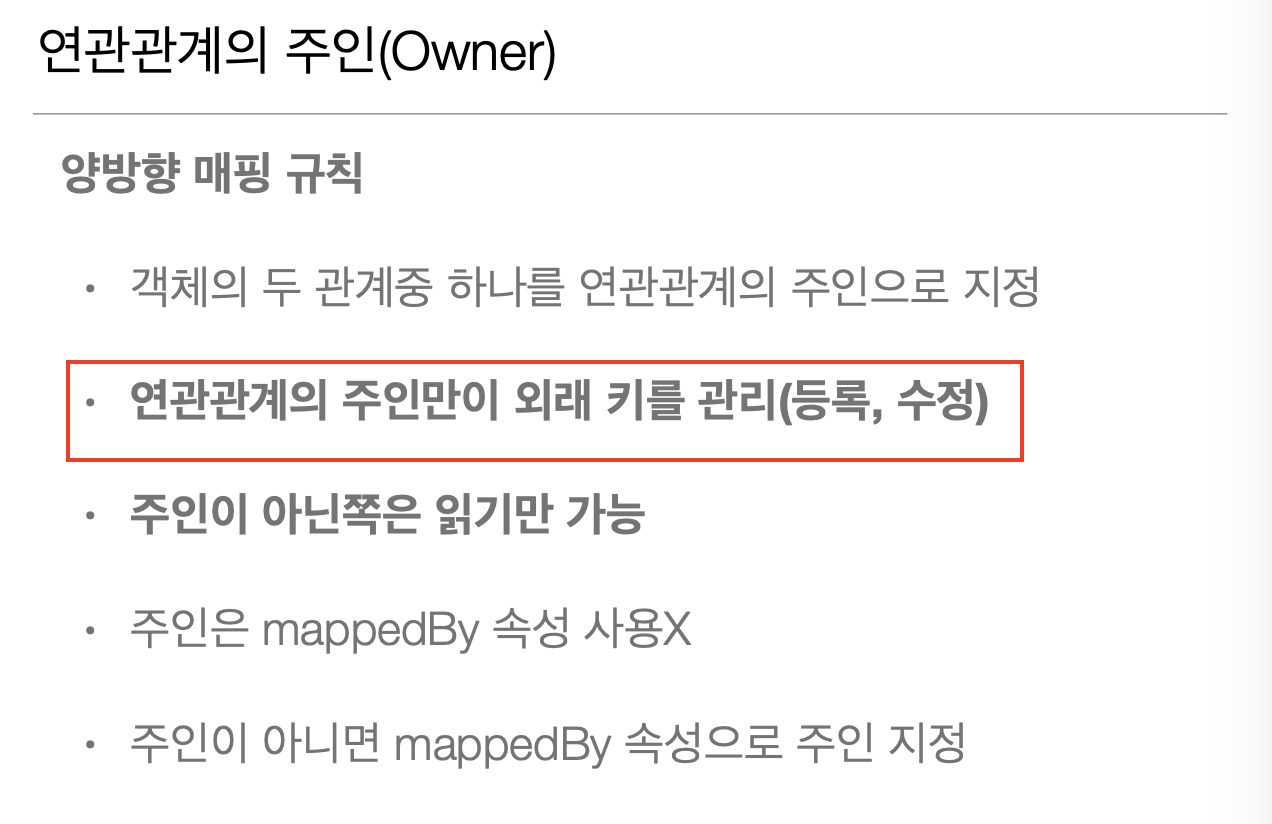 연관관계의 주인(Owner)
양방향 매핑 규칙
• 객체의 두 관계중 하나를 연관관계의 주인으로 지정
• 연관관계의 주인만이 외래 키를 관리(등록, 수정)
• 주인이 아닌쪽은 읽기만 가능
• 주인은 mappedBy 속성 사용X
• 주인이 아니면 mappedBy 속성으로 주인 지정